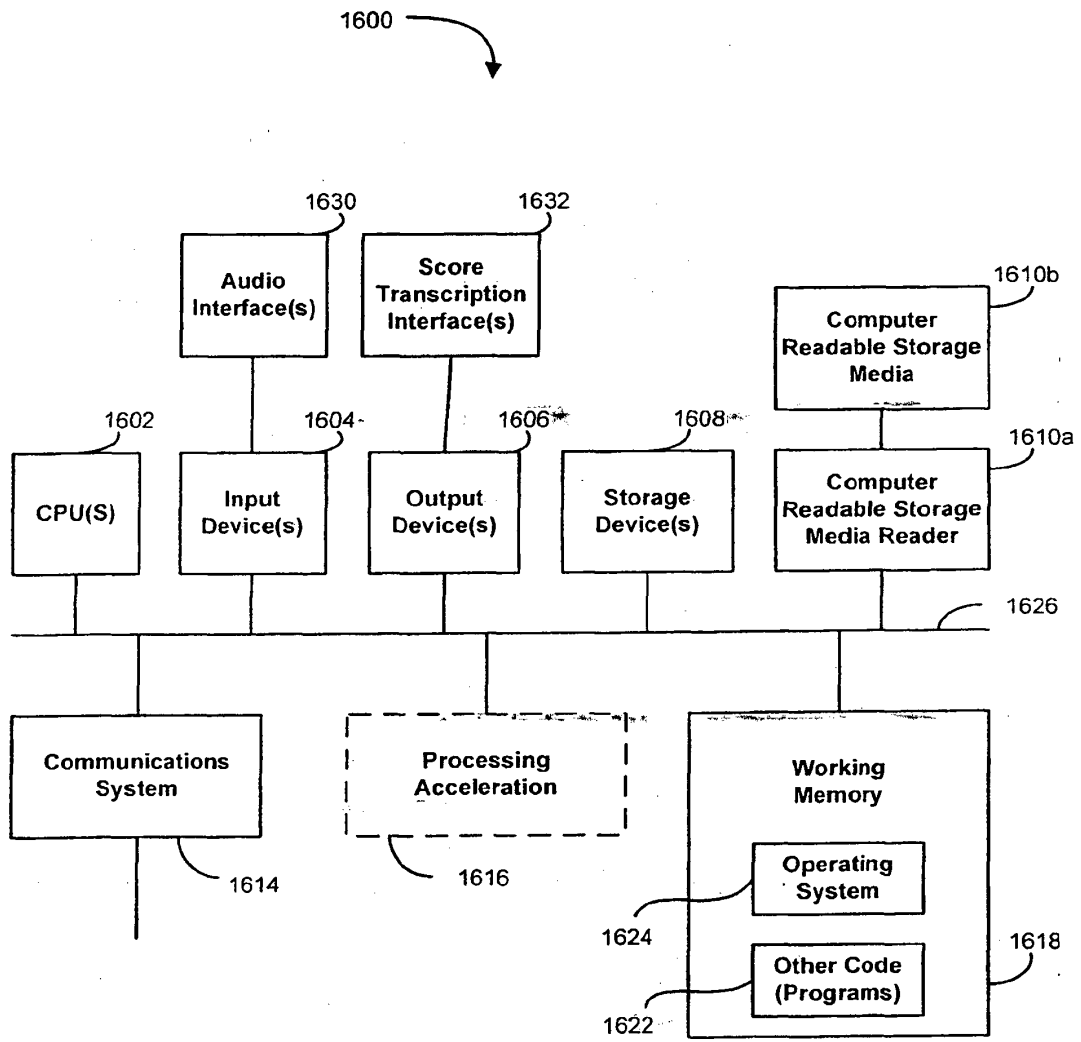 1600
1630
1632
Audio
Interface(s)
Score
Transcription
Interface(s)
1610b
Computer
Readable Storage
Media
1602
1604
1606
1608
1610a
CPU(S)
Input
Device(s)
Output
Device(s)
Storage
Device(s)
Computer
Readable Storage
Media Reader
1626
Communications
System
1614
Processing
Acceleration
1616
Working
Memory
Operating
System
1624
Other Code
(Programs)
1622
1618